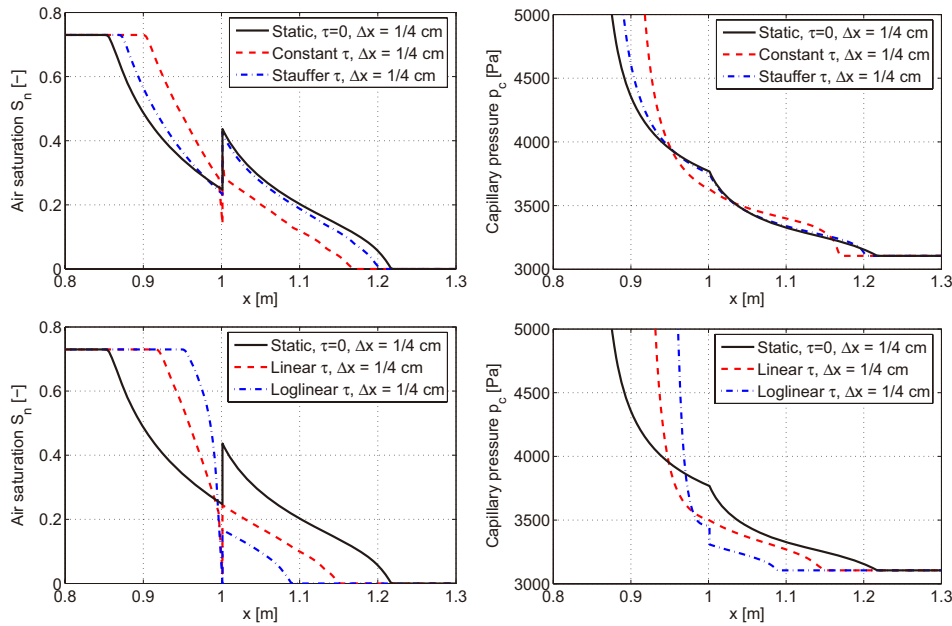 Air saturation Sn [−]
0.8
0.6
0.4
0.2
0
Static, τ=0, Δx = 1/4 cm
Constant τ, Δx = 1/4 cm
Stauffer τ, Δx = 1/4 cm
0.8 0.9 1 1.1 1.2 1.3
x [m]
Capillary pressure pc [Pa]
5000
4500
4000
3500
3000
Static, τ=0, Δx = 1/4 cm
Constant τ, Δx = 1/4 cm
Stauffer τ, Δx = 1/4 cm
0.8 0.9 1 1.1 1.2 1.3
x [m]
Air saturation Sn [−]
0.8
0.6
0.4
0.2
0
Static, τ=0, Δx = 1/4 cm
Linear τ, Δx = 1/4 cm
Loglinear τ, Δx = 1/4 cm
0.8 0.9 1 1.1 1.2 1.3
x [m]
Capillary pressure pc [Pa]
5000
4500
4000
3500
3000
Static, τ=0, Δx = 1/4 cm
Linear τ, Δx = 1/4 cm
Loglinear τ, Δx = 1/4 cm
0.8 0.9 1 1.1 1.2 1.3
x [m]